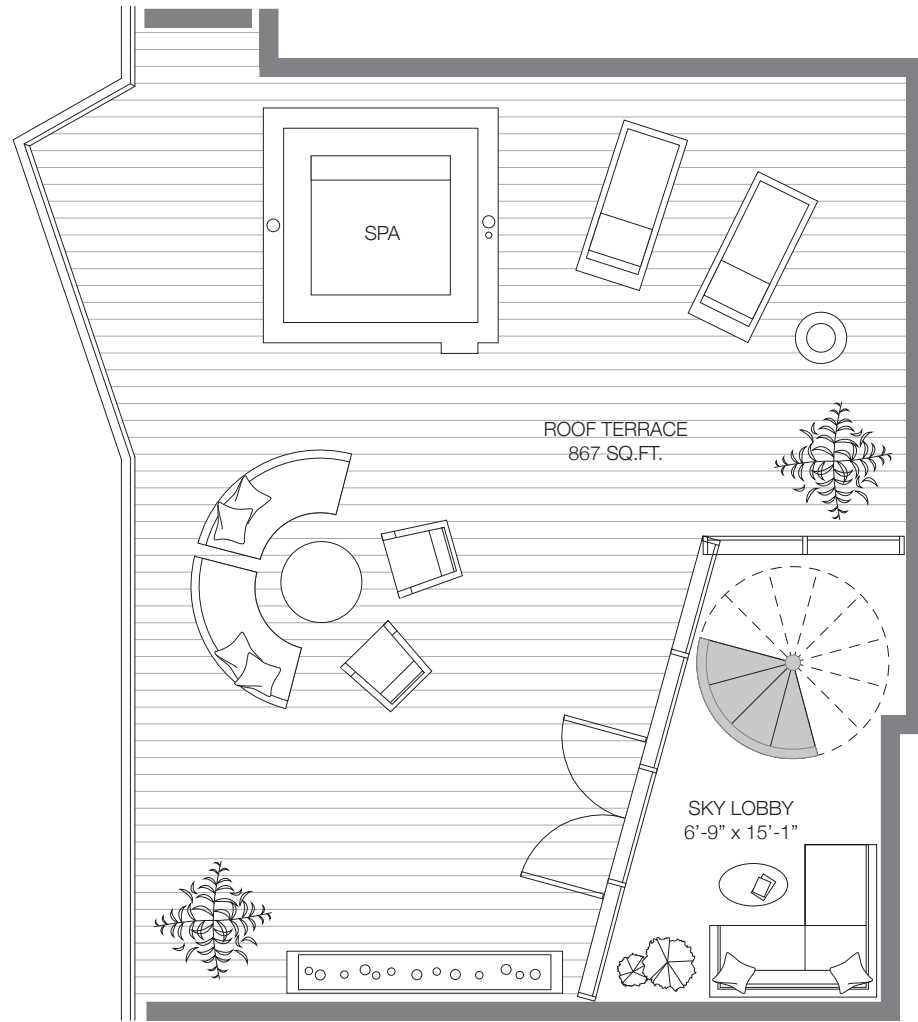 SPA
ROOF TERRACE
867 SQ.FT.
SKY LOBBY
6’-9” x 15’-1”